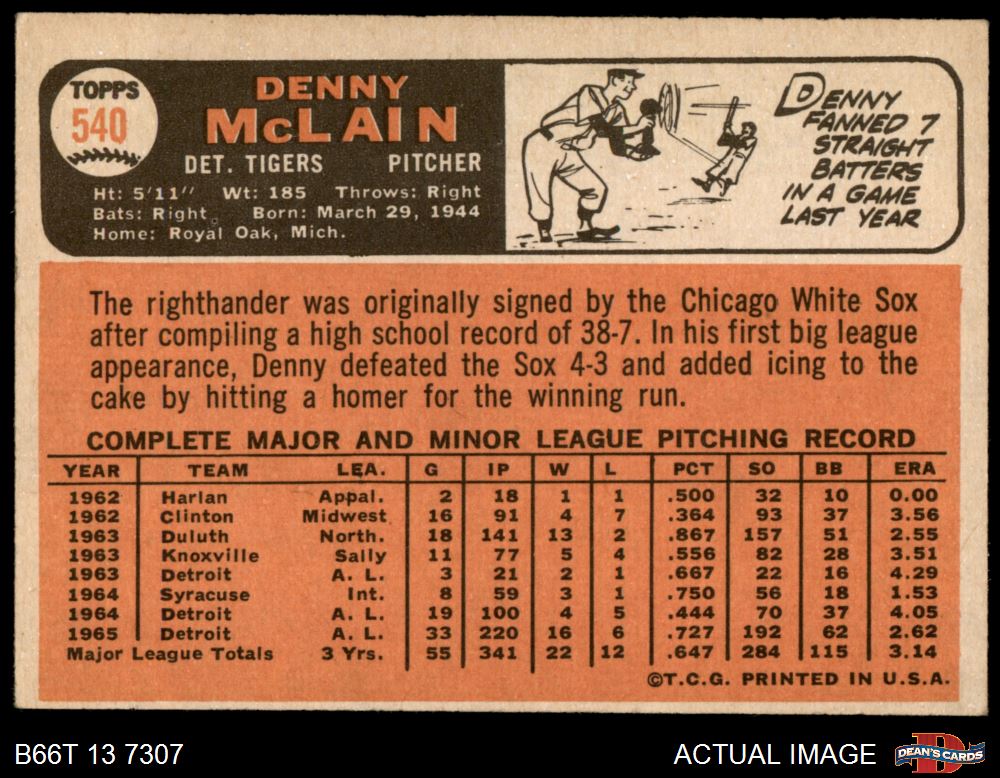 TOPPS
540
DENNY
McLAIN
DET. TIGERS PITCHER
Ht: 5'11" Wt: 185 Throws: Right
Bats: Right Born: March 29, 1944
Home: Royal Oak, Mich.
DENNY
FANNED 7
STRAIGHT
BATTERS
IN A GAME
LAST YEAR
The righthander was originally signed by the Chicago White Sox
after compiling a high school record of 38-7. In his first big league
appearance, Denny defeated the Sox 4-3 and added icing to the
cake by hitting a homer for the winning run.
COMPLETE MAJOR AND MINOR LEAGUE PITCHING RECORD
YEAR TEAM LEA. G IP W L PCT SO BB ERA
1962 Harlan Appal. 2 18 1 1 .500 32 10 0.00
1962 Clinton Midwest 16 91 4 7 .364 93 37 3.56
1963 Duluth North. 18 141 13 2 .867 157 51 2.55
1963 Knoxville Sally 11 77 5 4 .556 82 28 3.51
1963 Detroit A. L. 3 21 2 1 .667 22 16 4.29
1964 Syracuse Int. 8 59 3 1 .750 56 18 1.53
1964 Detroit A. L. 19 100 4 5 .444 70 37 4.05
1965 Detroit A. L. 33 220 16 6 .727 192 62 2.62
Major League Totals 3 Yrs. 55 341 22 12 .647 284 115 3.14
©T.C.G. PRINTED IN U.S.A.
B66T 13 7307 ACTUAL IMAGE DEAN'S CARDS